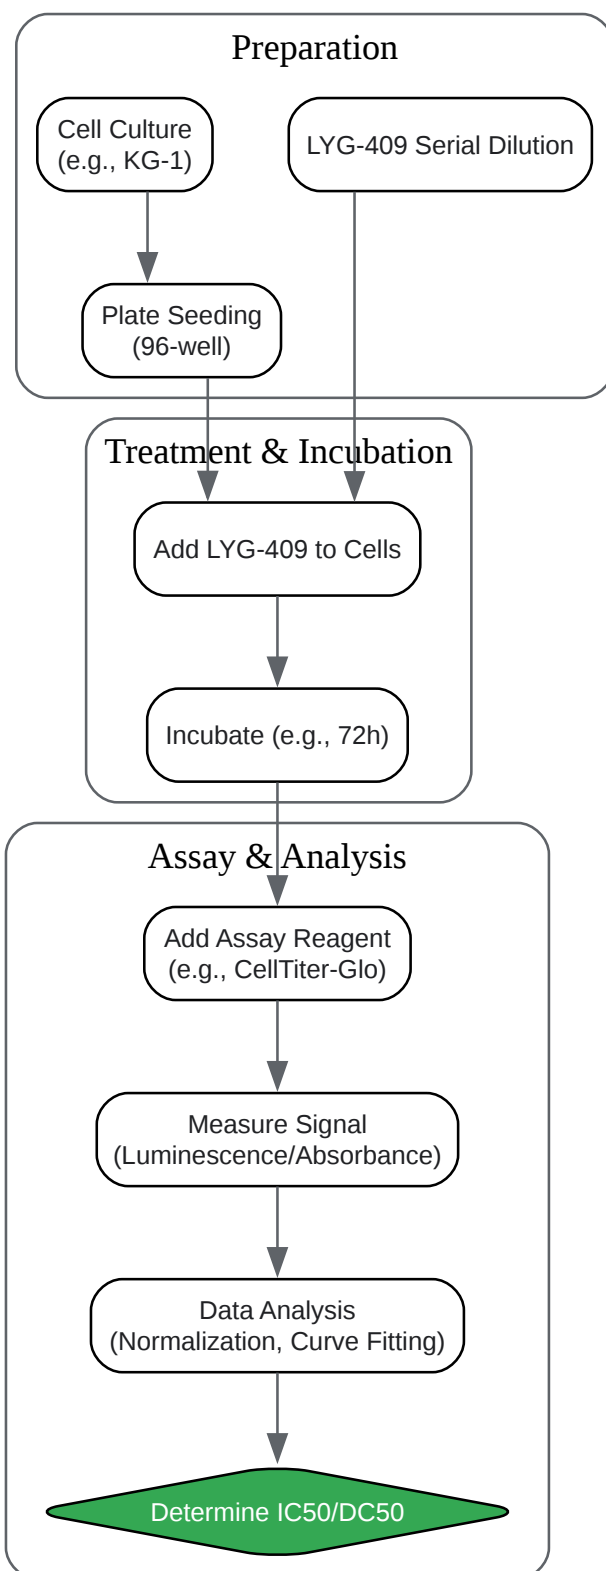 Preparation
Cell Culture
(e.g., KG-1)
LYG-409 Serial Dilution
Plate Seeding
(96-well)
Treatment & Incubation
Add LYG-409 to Cells
Incubate (e.g., 72h)
Assay & Analysis
Add Assay Reagent
(e.g., CellTiter-Glo)
Measure Signal
(Luminescence/Absorbance)
Data Analysis
(Normalization, Curve Fitting)
Determine IC50/DC50